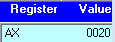 Register Value
AX 0020